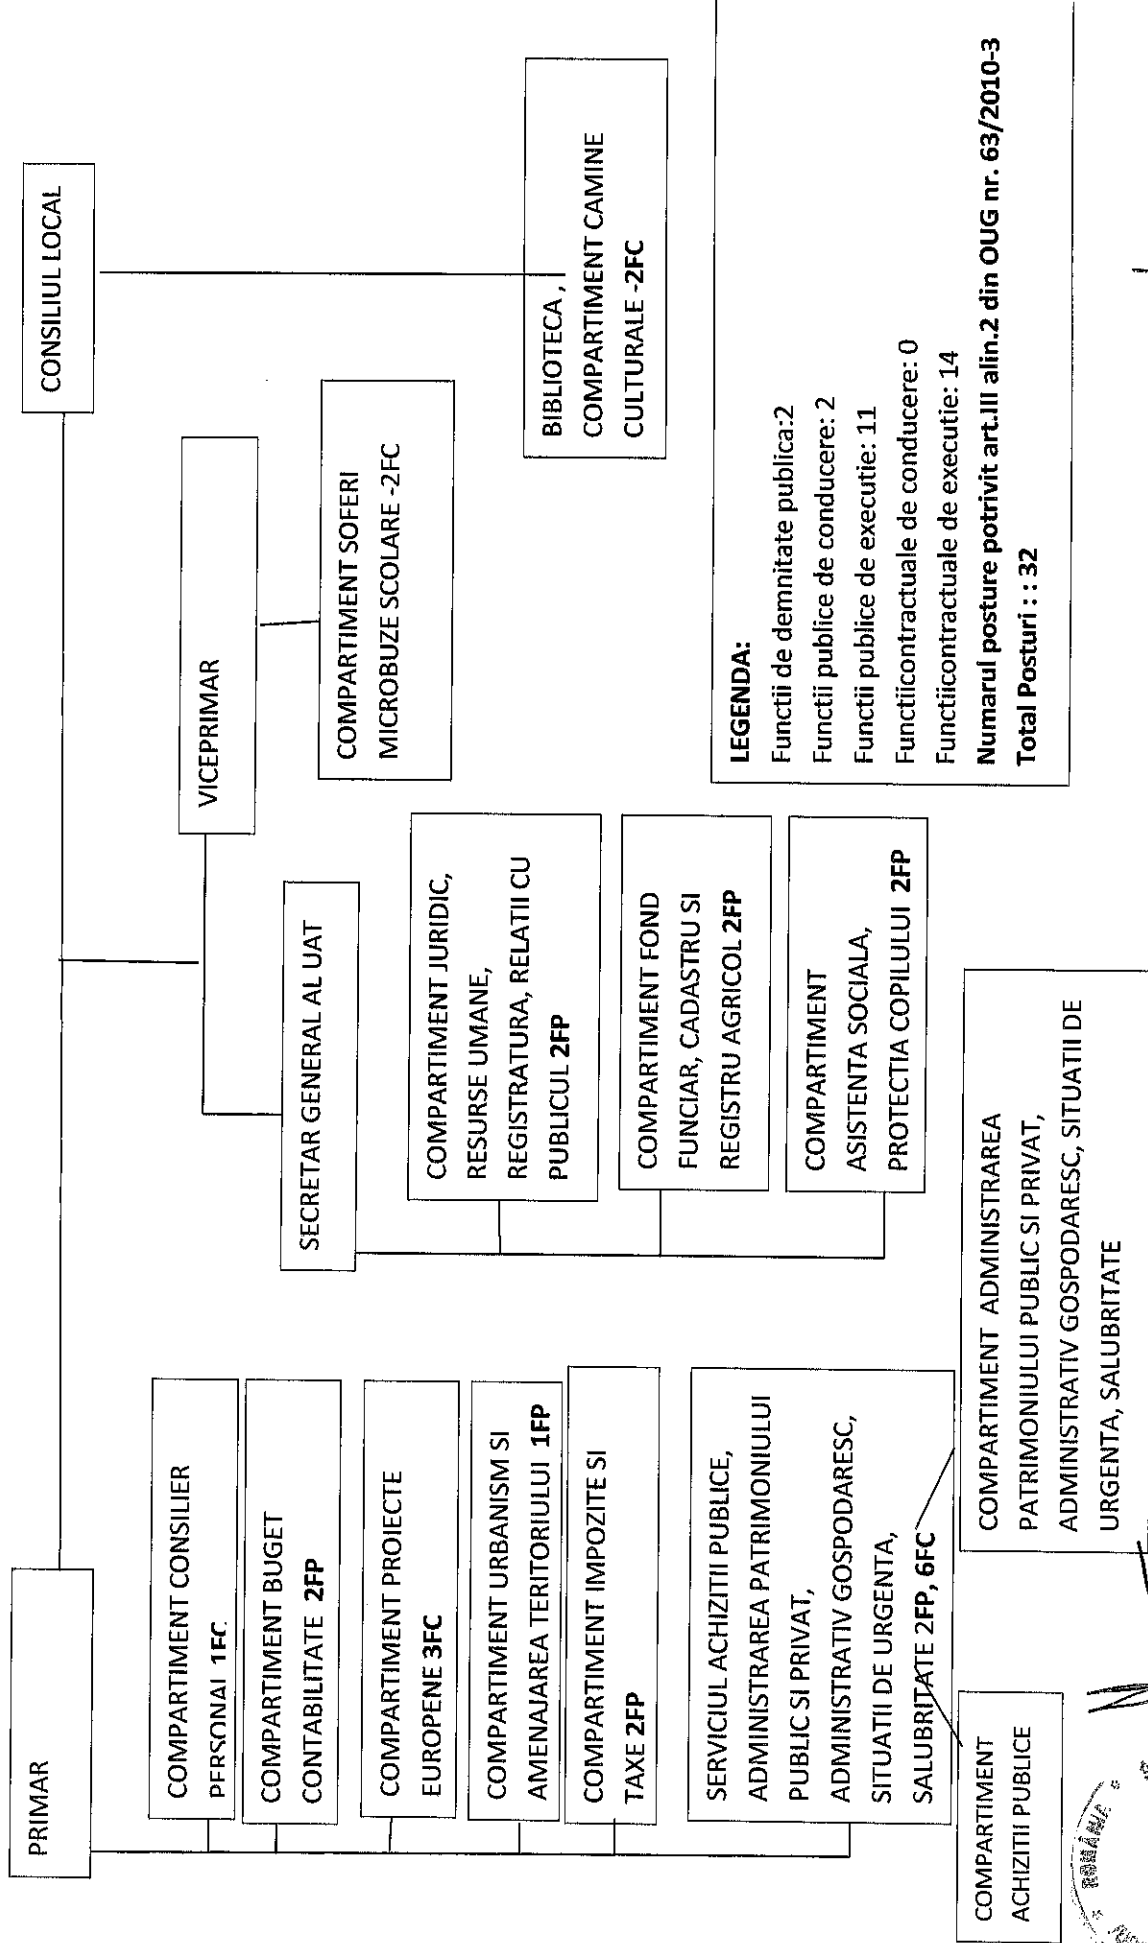 PRIMAR
CONSILIUL LOCAL
VICEPRIMAR
COMPARTIMENT SOFERI
MICROBUZE SCOLARE -2FC
BIBLIOTECA ,
COMPARTIMENT CAMINE
CULTURALE -2FC
SECRETAR GENERAL AL UAT
COMPARTIMENT JURIDIC,
RESURSE UMANE,
REGISTRATURA, RELATII CU
PUBLICUL 2FP
COMPARTIMENT FOND
FUNCIAR, CADASTRU SI
REGISTRU AGRICOL 2FP
COMPARTIMENT
ASISTENTA SOCIALA,
PROTECTIA COPILULUI 2FP
COMPARTIMENT CONSILIER
PERSONAL 1FC
COMPARTIMENT BUGET
CONTABILITATE 2FP
COMPARTIMENT PROIECTE
EUROPENE 3FC
COMPARTIMENT URBANISM SI
AMENAJAREA TERITORIULUI 1FP
COMPARTIMENT IMPOZITE SI
TAXE 2FP
SERVICIUL ACHIZITII PUBLICE,
ADMINISTRAREA PATRIMONIULUI
PUBLIC SI PRIVAT,
ADMINISTRATIV GOSPODARESC,
SITUATII DE URGENTA,
SALUBRITATE 2FP, 6FC
COMPARTIMENT
ACHIZITII PUBLICE
COMPARTIMENT ADMINISTRAREA
PATRIMONIULUI PUBLIC SI PRIVAT,
ADMINISTRATIV GOSPODARESC, SITUATII DE
URGENTA, SALUBRITATE
LEGENDA:
Functii de demnitate publica:2
Functii publice de conducere: 2
Functii publice de executie: 11
Functiicontractuale de conducere: 0
Functiicontractuale de executie: 14
Numarul posture potrivit art.III alin.2 din OUG nr. 63/2010-3
Total Posturi : : 32
ROMÂNIA